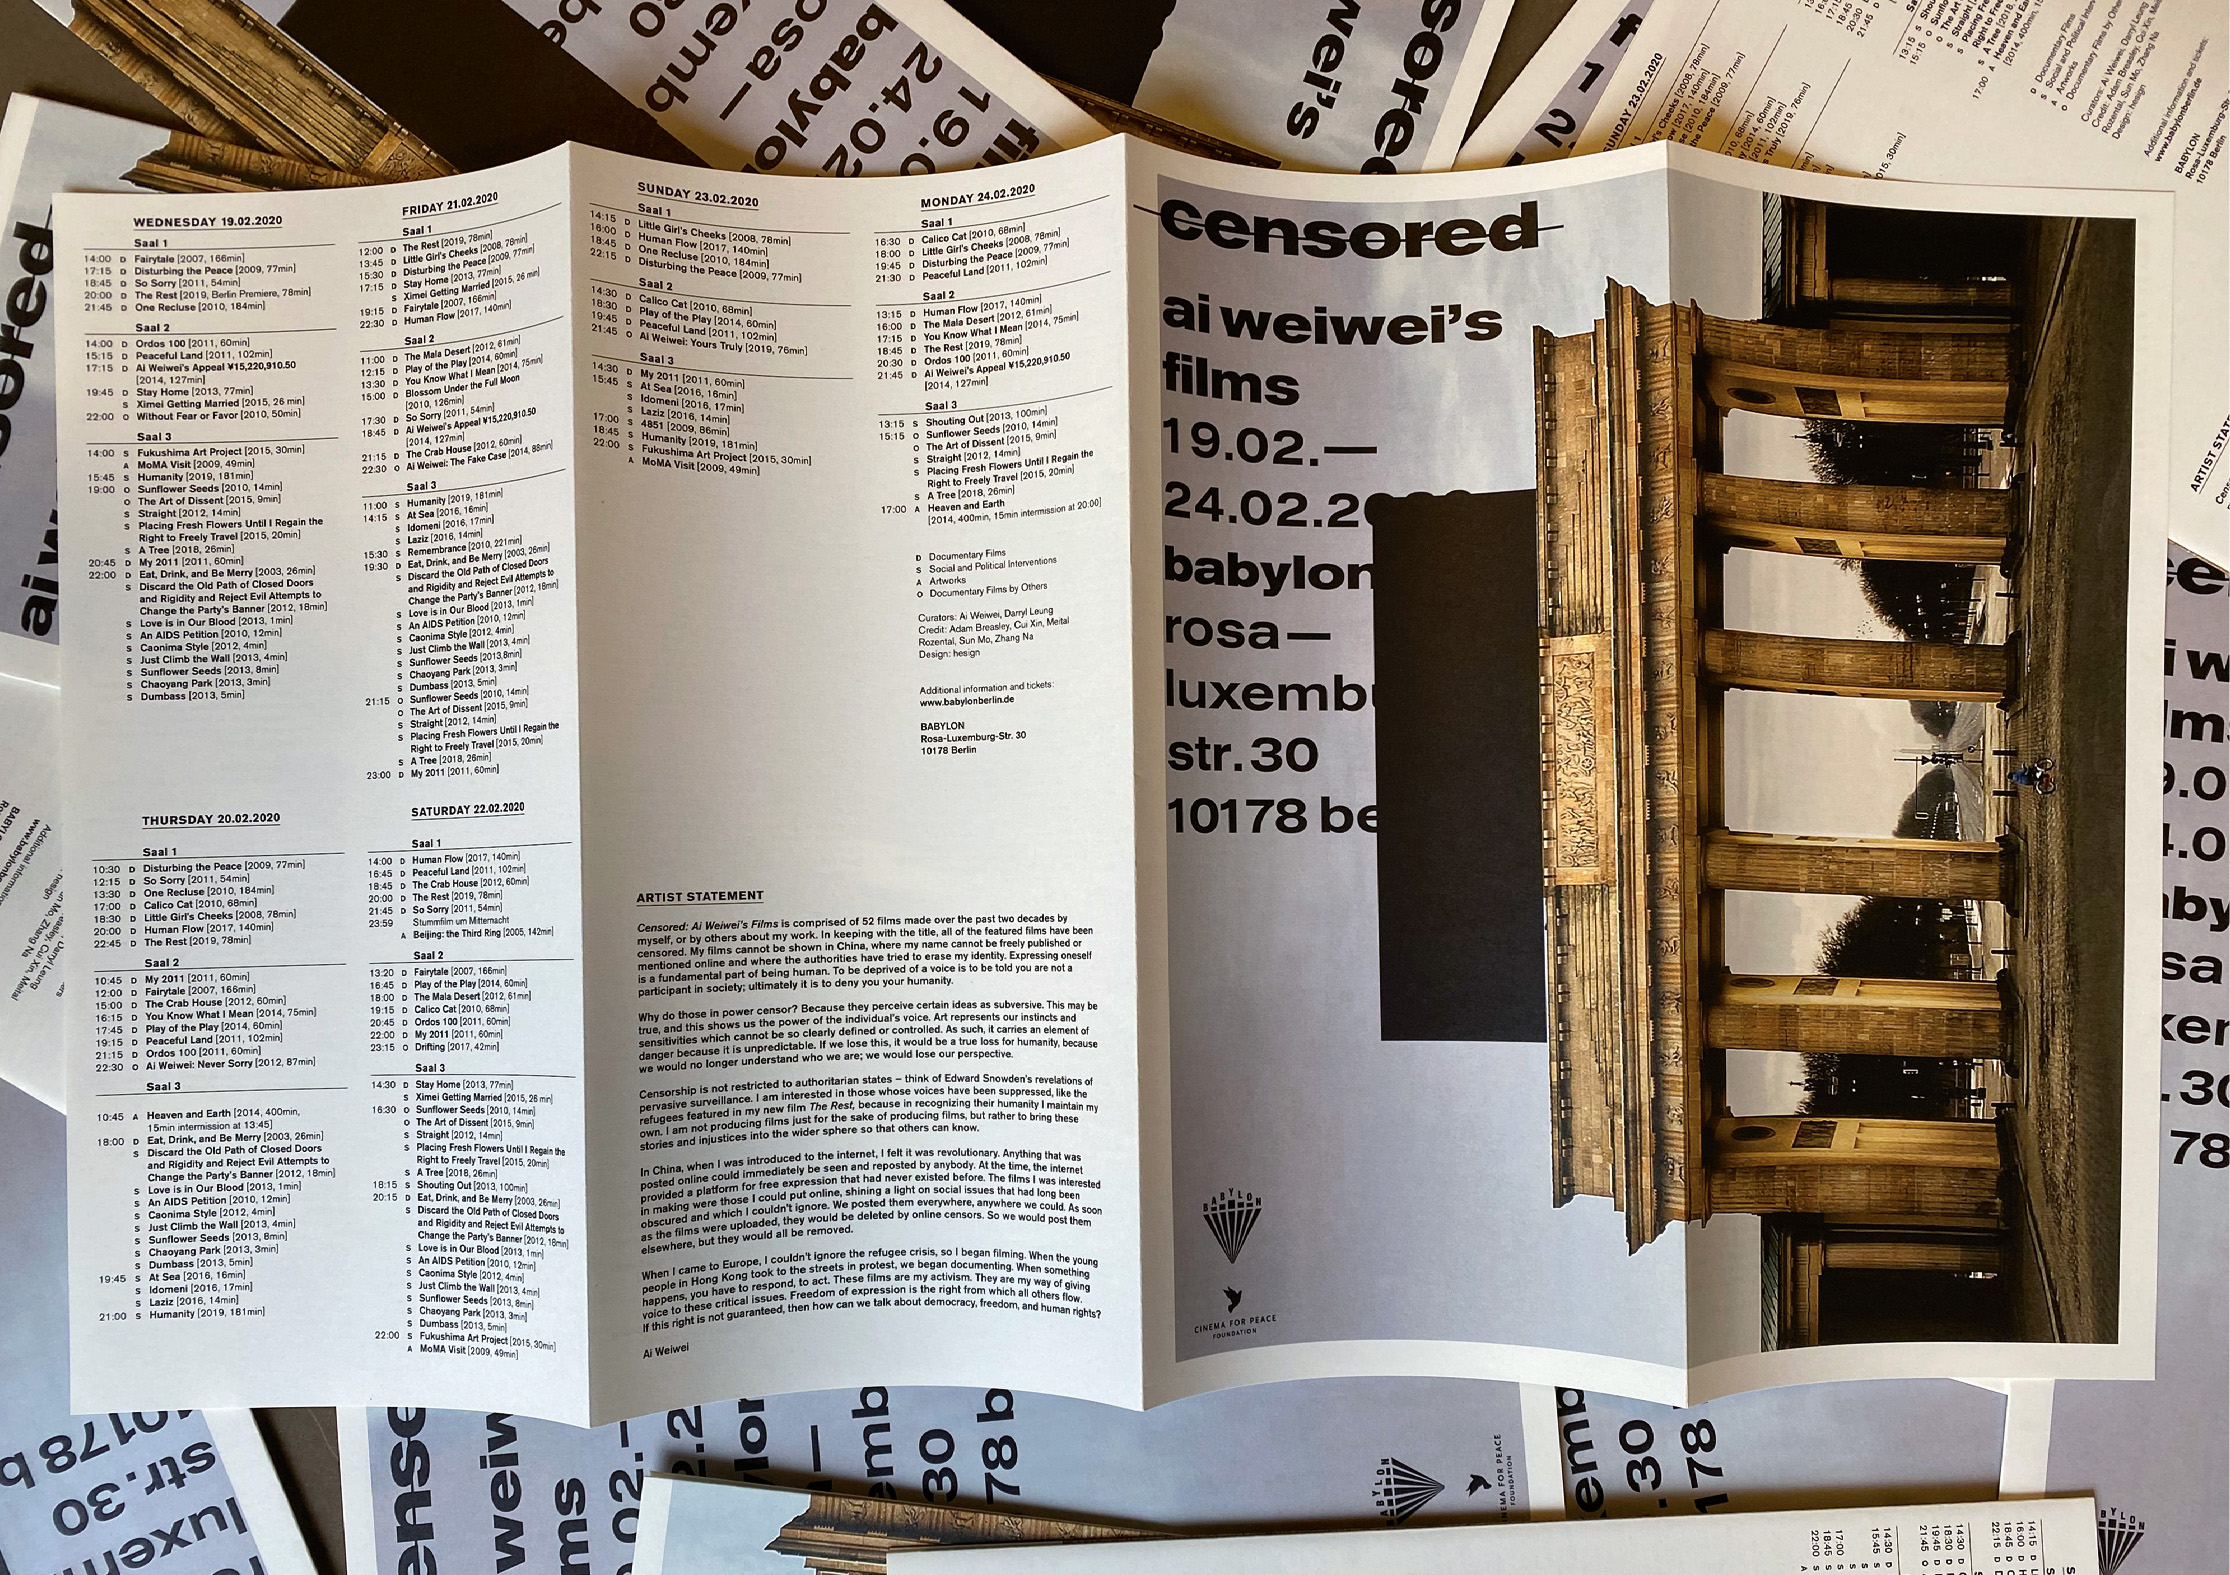 WEDNESDAY 19.02.2020
Saal 1
14:00 D Fairytale [2007, 166min]
17:15 D Disturbing the Peace [2009, 77min]
18:45 D So Sorry [2011, 54min]
20:00 D The Rest [2019, Berlin Premiere, 78min]
21:45 D One Recluse [2010, 184min]
Saal 2
14:00 D Ordos 100 [2011, 60min]
15:15 D Peaceful Land [2011, 102min]
17:15 D Ai Weiwei's Appeal ¥15,220,910.50
[2014, 127min]
19:45 D Stay Home [2013, 77min]
S Ximei Getting Married [2015, 26 min]
22:00 O Without Fear or Favor [2010, 50min]
Saal 3
14:00 S Fukushima Art Project [2015, 30min]
A MoMA Visit [2009, 49min]
15:45 S Humanity [2019, 181min]
19:00 O Sunflower Seeds [2010, 14min]
O The Art of Dissent [2015, 9min]
S Straight [2012, 14min]
S Placing Fresh Flowers Until I Regain the
Right to Freely Travel [2015, 20min]
S A Tree [2018, 26min]
20:45 D My 2011 [2011, 60min]
22:00 D Eat, Drink, and Be Merry [2003, 26min]
S Discard the Old Path of Closed Doors
and Rigidity and Reject Evil Attempts to
Change the Party's Banner [2012, 18min]
S Love is in Our Blood [2013, 1min]
S An AIDS Petition [2010, 12min]
S Caonima Style [2012, 4min]
S Just Climb the Wall [2013, 4min]
S Sunflower Seeds [2013, 8min]
S Chaoyang Park [2013, 3min]
S Dumbass [2013, 5min]
THURSDAY 20.02.2020
Saal 1
10:30 D Disturbing the Peace [2009, 77min]
12:15 D So Sorry [2011, 54min]
13:30 D One Recluse [2010, 184min]
17:00 D Calico Cat [2010, 68min]
18:30 D Little Girl's Cheeks [2008, 78min]
20:00 D Human Flow [2017, 140min]
22:45 D The Rest [2019, 78min]
Saal 2
10:45 D My 2011 [2011, 60min]
12:00 D Fairytale [2007, 166min]
15:00 D The Crab House [2012, 60min]
16:15 D You Know What I Mean [2014, 75min]
17:45 D Play of the Play [2014, 60min]
19:15 D Peaceful Land [2011, 102min]
21:15 D Ordos 100 [2011, 60min]
22:30 O Ai Weiwei: Never Sorry [2012, 87min]
Saal 3
10:45 A Heaven and Earth [2014, 400min,
15min intermission at 13:45]
18:00 D Eat, Drink, and Be Merry [2003, 26min]
S Discard the Old Path of Closed Doors
and Rigidity and Reject Evil Attempts to
Change the Party's Banner [2012, 18min]
S Love is in Our Blood [2013, 1min]
S An AIDS Petition [2010, 12min]
S Caonima Style [2012, 4min]
S Just Climb the Wall [2013, 4min]
S Sunflower Seeds [2013, 8min]
S Chaoyang Park [2013, 3min]
S Dumbass [2013, 5min]
19:45 S At Sea [2016, 16min]
S Idomeni [2016, 17min]
S Laziz [2016, 14min]
21:00 S Humanity [2019, 181min]
FRIDAY 21.02.2020
Saal 1
12:00 D The Rest [2019, 78min]
13:45 D Little Girl's Cheeks [2008, 78min]
15:30 D Disturbing the Peace [2009, 77min]
17:15 D Stay Home [2013, 77min]
S Ximei Getting Married [2015, 26 min]
19:15 D Fairytale [2007, 166min]
22:30 D Human Flow [2017, 140min]
Saal 2
11:00 D The Mala Desert [2012, 61min]
12:15 D Play of the Play [2014, 60min]
13:30 D You Know What I Mean [2014, 75min]
15:00 D Blossom Under the Full Moon
[2010, 126min]
17:30 D So Sorry [2011, 54min]
18:45 D Ai Weiwei's Appeal ¥15,220,910.50
[2014, 127min]
21:15 D The Crab House [2012, 60min]
22:30 O Ai Weiwei: The Fake Case [2014, 88min]
Saal 3
11:00 S Humanity [2019, 181min]
14:15 S At Sea [2016, 16min]
S Idomeni [2016, 17min]
S Laziz [2016, 14min]
15:30 S Remembrance [2010, 221min]
19:30 D Eat, Drink, and Be Merry [2003, 26min]
S Discard the Old Path of Closed Doors
and Rigidity and Reject Evil Attempts to
Change the Party's Banner [2012, 18min]
S Love is in Our Blood [2013, 1min]
S An AIDS Petition [2010, 12min]
S Caonima Style [2012, 4min]
S Just Climb the Wall [2013, 4min]
S Sunflower Seeds [2013,8min]
S Chaoyang Park [2013, 3min]
S Dumbass [2013, 5min]
21:15 O Sunflower Seeds [2010, 14min]
O The Art of Dissent [2015, 9min]
S Straight [2012, 14min]
S Placing Fresh Flowers Until I Regain the
Right to Freely Travel [2015, 20min]
S A Tree [2018, 26min]
23:00 D My 2011 [2011, 60min]
SATURDAY 22.02.2020
Saal 1
14:00 D Human Flow [2017, 140min]
16:45 D Peaceful Land [2011, 102min]
18:45 D The Crab House [2012, 60min]
20:00 D The Rest [2019, 78min]
21:45 D So Sorry [2011, 54min]
23:59 Stummfilm um Mitternacht
A Beijing: the Third Ring [2005, 142min]
Saal 2
13:20 D Fairytale [2007, 166min]
16:45 D Play of the Play [2014, 60min]
18:00 D The Mala Desert [2012, 61min]
19:15 D Calico Cat [2010, 68min]
20:45 D Ordos 100 [2011, 60min]
22:00 D My 2011 [2011, 60min]
23:15 O Drifting [2017, 42min]
Saal 3
14:30 D Stay Home [2013, 77min]
S Ximei Getting Married [2015, 26 min]
16:30 O Sunflower Seeds [2010, 14min]
O The Art of Dissent [2015, 9min]
S Straight [2012, 14min]
S Placing Fresh Flowers Until I Regain the
Right to Freely Travel [2015, 20min]
S A Tree [2018, 26min]
18:15 S Shouting Out [2013, 100min]
20:15 D Eat, Drink, and Be Merry [2003, 26min]
S Discard the Old Path of Closed Doors
and Rigidity and Reject Evil Attempts to
Change the Party's Banner [2012, 18min]
S Love is in Our Blood [2013, 1min]
S An AIDS Petition [2010, 12min]
S Caonima Style [2012, 4min]
S Just Climb the Wall [2013, 4min]
S Sunflower Seeds [2013, 8min]
S Chaoyang Park [2013, 3min]
S Dumbass [2013, 5min]
22:00 S Fukushima Art Project [2015, 30min]
A MoMA Visit [2009, 49min]
SUNDAY 23.02.2020
Saal 1
14:15 D Little Girl's Cheeks [2008, 78min]
16:00 D Human Flow [2017, 140min]
18:45 D One Recluse [2010, 184min]
22:15 D Disturbing the Peace [2009, 77min]
Saal 2
14:30 D Calico Cat [2010, 68min]
18:30 D Play of the Play [2014, 60min]
19:45 D Peaceful Land [2011, 102min]
21:45 O Ai Weiwei: Yours Truly [2019, 76min]
Saal 3
14:30 D My 2011 [2011, 60min]
15:45 S At Sea [2016, 16min]
S Idomeni [2016, 17min]
S Laziz [2016, 14min]
17:00 S 4851 [2009, 86min]
18:45 S Humanity [2019, 181min]
22:00 S Fukushima Art Project [2015, 30min]
A MoMA Visit [2009, 49min]
MONDAY 24.02.2020
Saal 1
16:30 D Calico Cat [2010, 68min]
18:00 D Little Girl's Cheeks [2008, 78min]
19:45 D Disturbing the Peace [2009, 77min]
21:30 D Peaceful Land [2011, 102min]
Saal 2
13:15 D Human Flow [2017, 140min]
16:00 D The Mala Desert [2012, 61min]
17:15 D You Know What I Mean [2014, 75min]
18:45 D The Rest [2019, 78min]
20:30 D Ordos 100 [2011, 60min]
21:45 D Ai Weiwei's Appeal ¥15,220,910.50
[2014, 127min]
Saal 3
13:15 S Shouting Out [2013, 100min]
15:15 O Sunflower Seeds [2010, 14min]
O The Art of Dissent [2015, 9min]
S Straight [2012, 14min]
S Placing Fresh Flowers Until I Regain the
Right to Freely Travel [2015, 20min]
S A Tree [2018, 26min]
17:00 A Heaven and Earth
[2014, 400min, 15min intermission at 20:00]
D Documentary Films
S Social and Political Interventions
A Artworks
O Documentary Films by Others
Curators: Ai Weiwei, Darryl Leung
Credit: Adam Breasley, Cui Xin, Meital
Rozental, Sun Mo, Zhang Na
Design: hesign
Additional information and tickets:
www.babylonberlin.de
BABYLON
Rosa-Luxemburg-Str. 30
10178 Berlin
ARTIST STATEMENT
Censored: Ai Weiwei's Films is comprised of 52 films made over the past two decades by
myself, or by others about my work. In keeping with the title, all of the featured films have been
censored. My films cannot be shown in China, where my name cannot be freely published or
mentioned online and where the authorities have tried to erase my identity. Expressing oneself
is a fundamental part of being human. To be deprived of a voice is to be told you are not a
participant in society; ultimately it is to deny you your humanity.
Why do those in power censor? Because they perceive certain ideas as subversive. This may be
true, and this shows us the power of the individual's voice. Art represents our instincts and
sensitivities which cannot be so clearly defined or controlled. As such, it carries an element of
danger because it is unpredictable. If we lose this, it would be a true loss for humanity, because
we would no longer understand who we are; we would lose our perspective.
Censorship is not restricted to authoritarian states – think of Edward Snowden's revelations of
pervasive surveillance. I am interested in those whose voices have been suppressed, like the
refugees featured in my new film The Rest, because in recognizing their humanity I maintain my
own. I am not producing films just for the sake of producing films, but rather to bring these
stories and injustices into the wider sphere so that others can know.
In China, when I was introduced to the internet, I felt it was revolutionary. Anything that was
posted online could immediately be seen and reposted by anybody. At the time, the internet
provided a platform for free expression that had never existed before. The films I was interested
in making were those I could put online, shining a light on social issues that had long been
obscured and which I couldn't ignore. We posted them everywhere, anywhere we could. As soon
as the films were uploaded, they would be deleted by online censors. So we would post them
elsewhere, but they would all be removed.
When I came to Europe, I couldn't ignore the refugee crisis, so I began filming. When the young
people in Hong Kong took to the streets in protest, we began documenting. When something
happens, you have to respond, to act. These films are my activism. They are my way of giving
voice to these critical issues. Freedom of expression is the right from which all others flow.
If this right is not guaranteed, then how can we talk about democracy, freedom, and human rights?
Ai Weiwei
censored
ai weiwei's
films
19.02.—
24.02.20
babylon
rosa—
luxembu
str.30
10178 be
BABYLON
CINEMA FOR PEACE
FOUNDATION